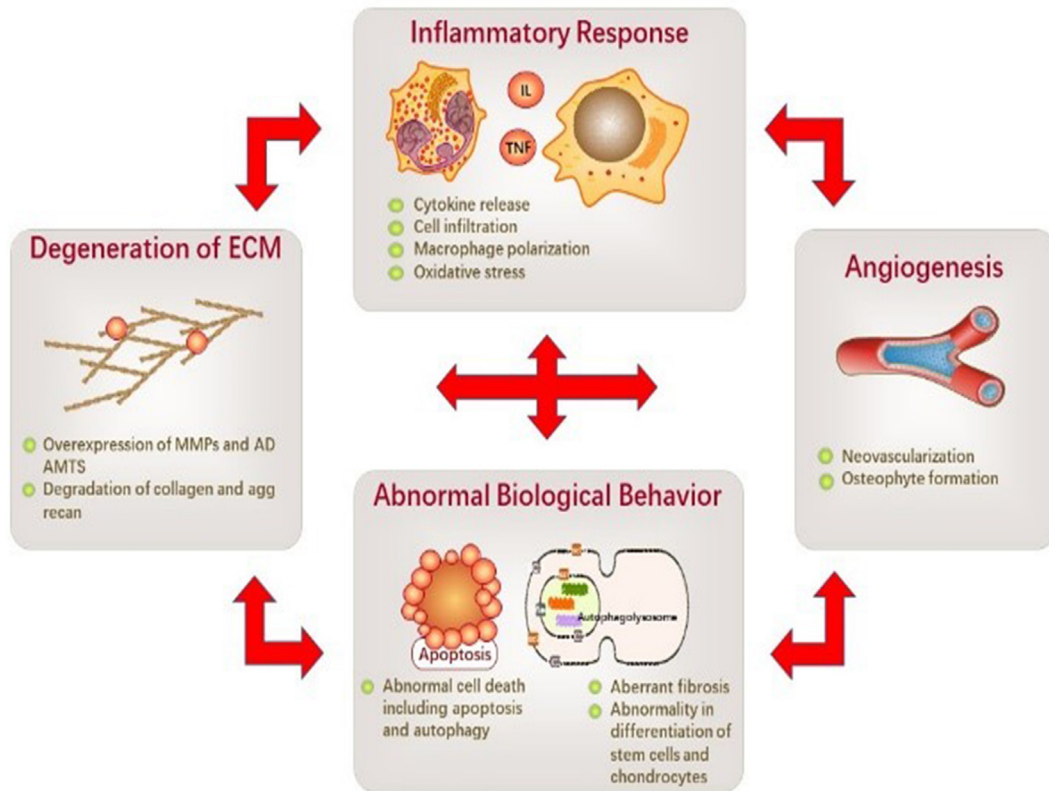 Inflammatory Response
IL
TNF
Cytokine release
Cell infiltration
Macrophage polarization
Oxidative stress
Degeneration of ECM
Overexpression of MMPs and AD
AMTS
Degradation of collagen and agg
recan
Angiogenesis
Neovascularization
Osteophyte formation
Abnormal Biological Behavior
Apoptosis
Autophagolysosome
Abnormal cell death
including apoptosis
and autophagy
Aberrant fibrosis
Abnormality in
differentiation of
stem cells and
chondrocytes